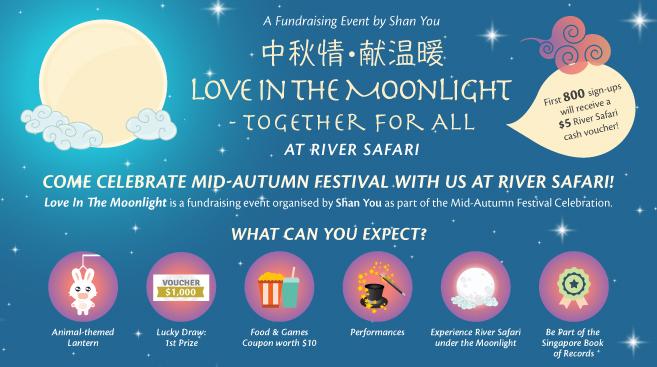 A Fundraising Event by Shan You
中秋情·献温暖
LOVE IN THE MOONLIGHT
- TOGETHER FOR ALL
AT RIVER SAFARI
First 800 sign-ups
will receive a
$5 River Safari
cash voucher!
COME CELEBRATE MID-AUTUMN FESTIVAL WITH US AT RIVER SAFARI!
Love In The Moonlight is a fundraising event organised by Shan You as part of the Mid-Autumn Festival Celebration.
WHAT CAN YOU EXPECT?
VOUCHER
$1,000
Animal-themed
Lantern
Lucky Draw:
1st Prize
Food & Games
Coupon worth $10
Performances
Experience River Safari
under the Moonlight
Be Part of the
Singapore Book
of Records